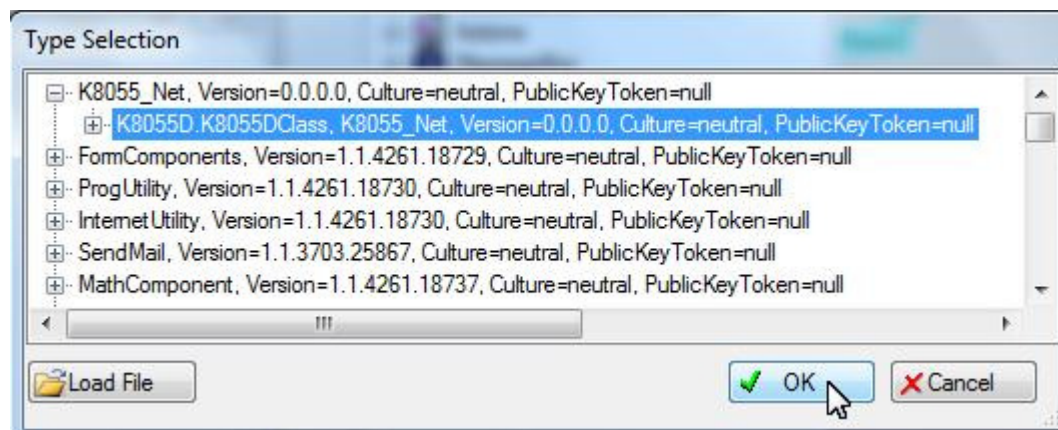 Type Selection
K8055_Net, Version=0.0.0.0, Culture=neutral, PublicKeyToken=null
K8055D.K8055DClass, K8055_Net, Version=0.0.0.0, Culture=neutral, PublicKeyToken=null
FormComponents, Version=1.1.4261.18729, Culture=neutral, PublicKeyToken=null
ProgUtility, Version=1.1.4261.18730, Culture=neutral, PublicKeyToken=null
InternetUtility, Version=1.1.4261.18730, Culture=neutral, PublicKeyToken=null
SendMail, Version=1.1.3703.25867, Culture=neutral, PublicKeyToken=null
MathComponent, Version=1.1.4261.18737, Culture=neutral, PublicKeyToken=null
Load File
OK
Cancel